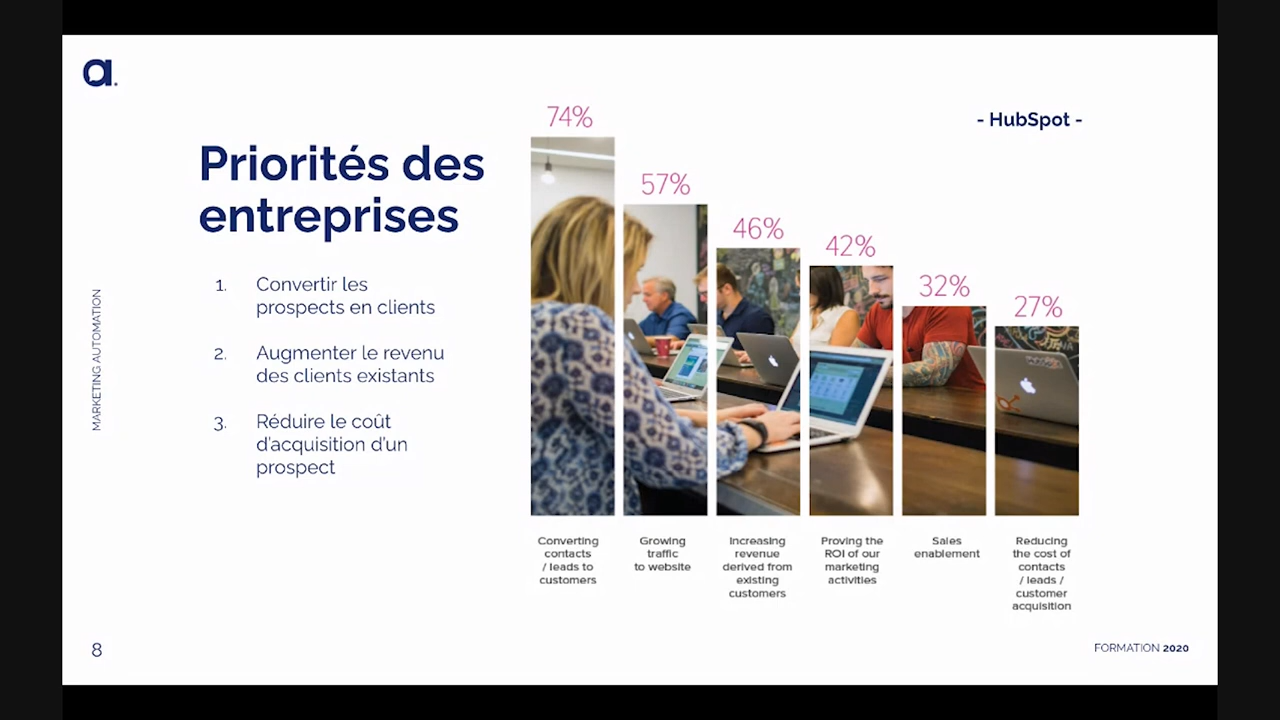 a.
- HubSpot -
Priorités des
entreprises
1. Convertir les
prospects en clients
2. Augmenter le revenu
des clients existants
3. Réduire le coût
d'acquisition d'un
prospect
MARKETING AUTOMATION
74%
57%
46%
42%
32%
27%
Converting
contacts
/ leads to
customers
Growing
traffic
to website
Increasing
revenue
derived from
existing
customers
Proving the
ROI of our
marketing
activities
Sales
enablement
Reducing
the cost of
contacts
/ leads /
customer
acquisition
8
FORMATION 2020